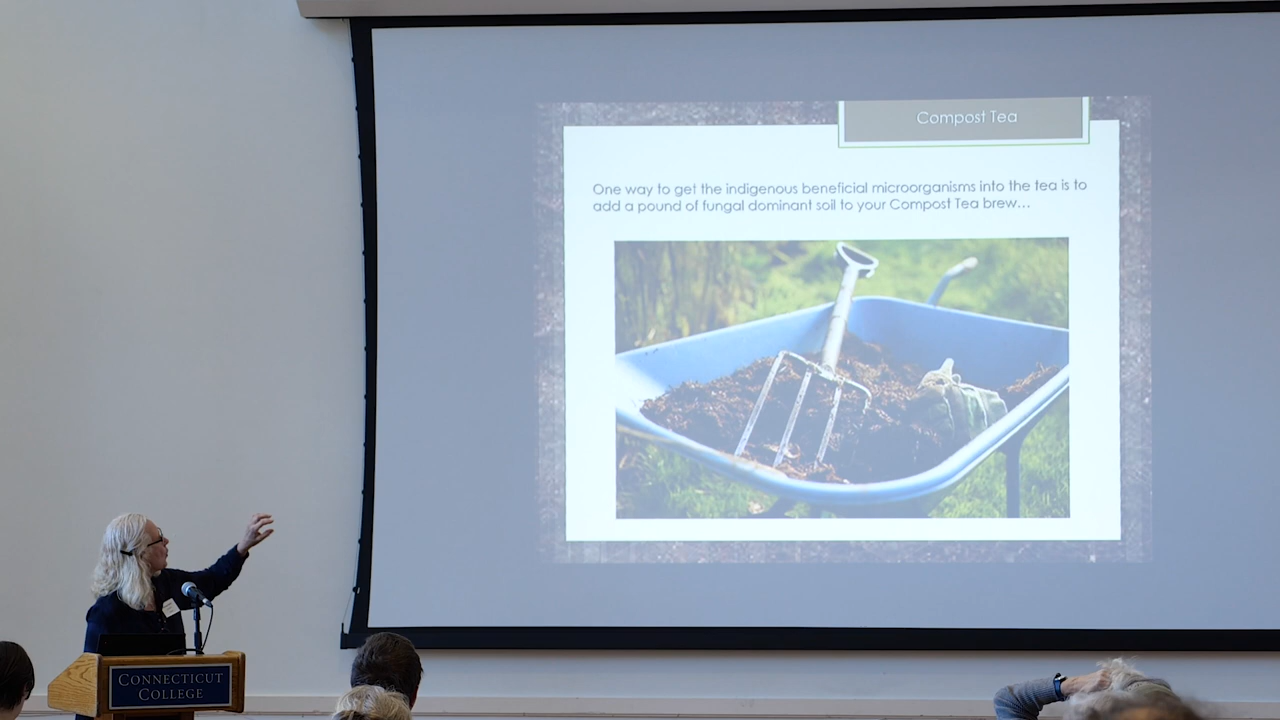 Compost Tea
One way to get the indigenous beneficial microorganisms into the tea is to
add a pound of fungal dominant soil to your Compost Tea brew...
CONNECTICUT
COLLEGE